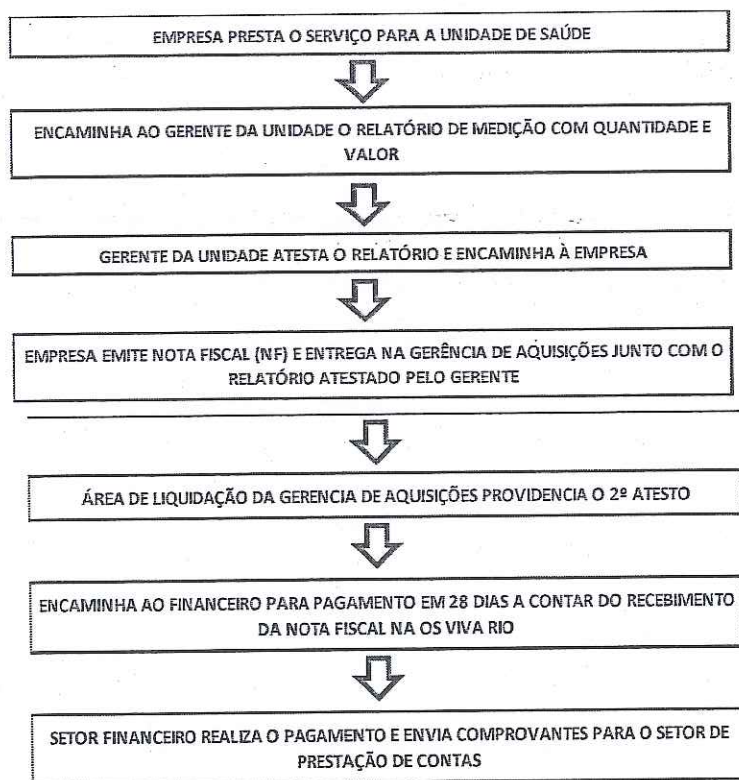 EMPRESA PRESTA O SERVIÇO PARA A UNIDADE DE SAÚDE
ENCAMINHA AO GERENTE DA UNIDADE O RELATÓRIO DE MEDIÇÃO COM QUANTIDADE E
VALOR
GERENTE DA UNIDADE ATESTA O RELATÓRIO E ENCAMINHA À EMPRESA
EMPRESA EMITE NOTA FISCAL (NF) E ENTREGA NA GERÊNCIA DE AQUISIÇÕES JUNTO COM O
RELATÓRIO ATESTADO PELO GERENTE
ÁREA DE LIQUIDAÇÃO DA GERENCIA DE AQUISIÇÕES PROVIDENCIA O 2º ATESTO
ENCAMINHA AO FINANCEIRO PARA PAGAMENTO EM 28 DIAS A CONTAR DO RECEBIMENTO
DA NOTA FISCAL NA OS VIVA RIO
SETOR FINANCEIRO REALIZA O PAGAMENTO E ENVIA COMPROVANTES PARA O SETOR DE
PRESTAÇÃO DE CONTAS